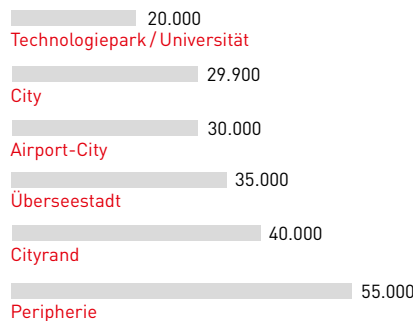 20.000
Technologiepark / Universität
29.900
City
30.000
Airport-City
35.000
Überseestadt
40.000
Cityrand
55.000
Peripherie